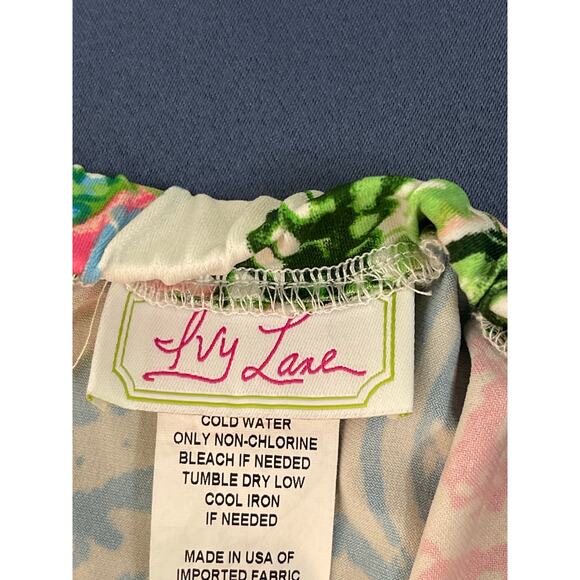 Ivy Lane
COLD WATER
ONLY NON-CHLORINE
BLEACH IF NEEDED
TUMBLE DRY LOW
COOL IRON
IF NEEDED
MADE IN USA OF
IMPORTED FABRIC